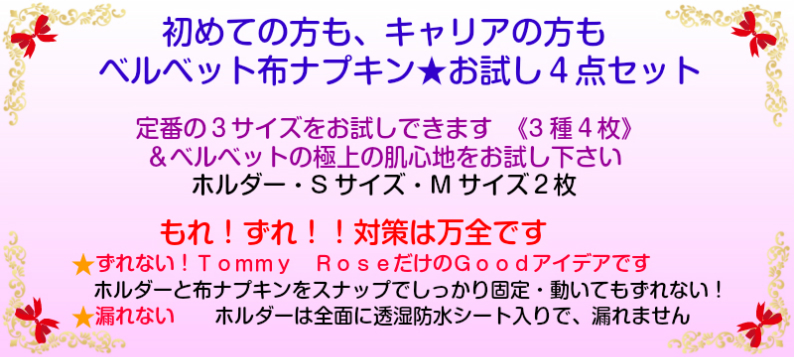 初めての方も、キャリアの方も
ベルベット布ナプキン★お試し４点セット
定番の３サイズをお試しできます 《3 種４枚》
＆ベルベットの極上の肌心地をお試し下さい
ホルダー・Ｓ サイズ・Ｍ サイズ２枚
もれ！ずれ！！対策は万全です
★ずれない！Ｔｏｍｍｙ　ＲｏｓｅだけのＧｏｏｄアイデアです
ホルダーと布ナプキンをスナップでしっかり固定・動いてもずれない！
★漏れない　　ホルダーは全面に透湿防水シート入りで、漏れません